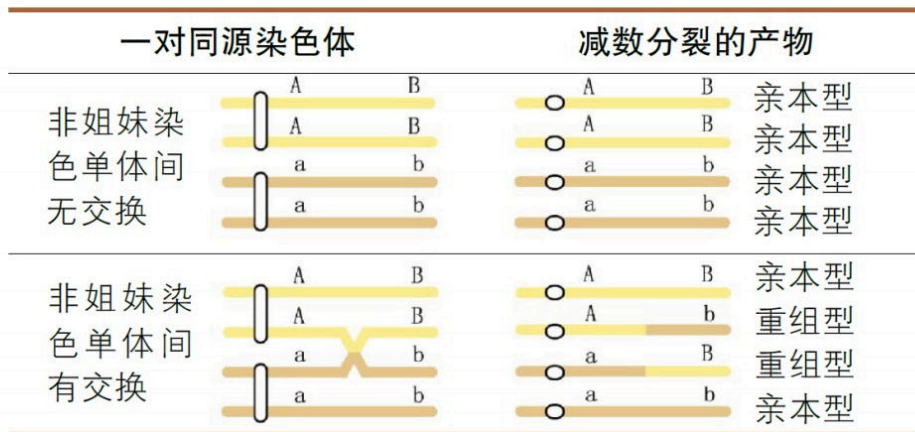 一对同源染色体 减数分裂的产物
非姐妹染色单体间无交换
A B A B 亲本型
A B A B 亲本型
a b a b 亲本型
a b a b 亲本型
非姐妹染色单体间有交换
A B A B 亲本型
A B A b 重组型
a b a B 重组型
a b a b 亲本型